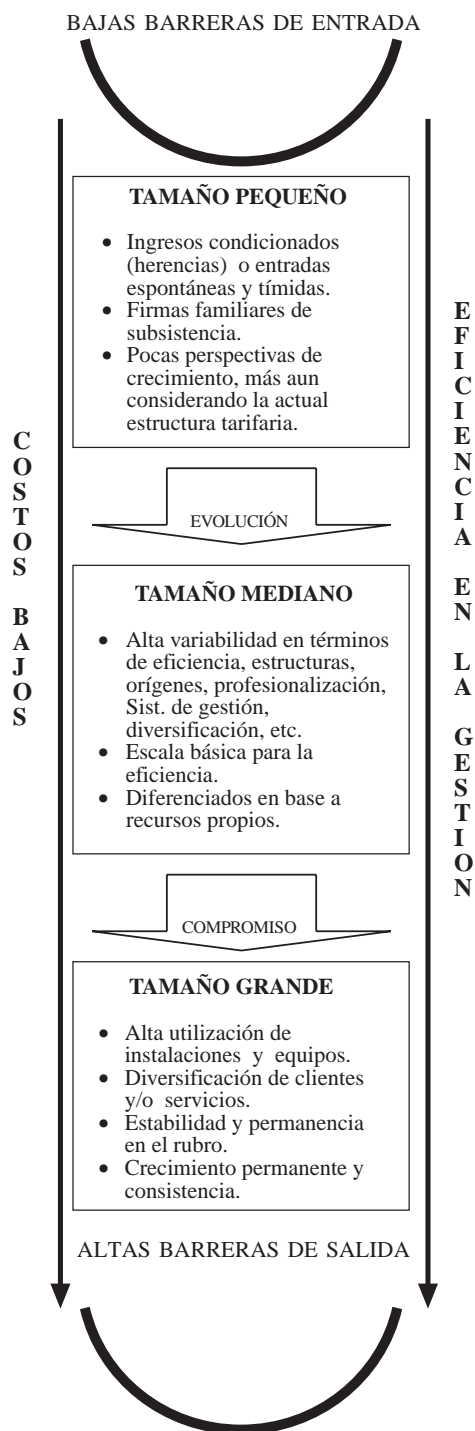 BAJAS BARRERAS DE ENTRADA
TAMAÑO PEQUEÑO
• Ingresos condicionados
(herencias) o entradas
espontáneas y tímidas.
• Firmas familiares de
subsistencia.
• Pocas perspectivas de
crecimiento, más aun
considerando la actual
estructura tarifaria.
EVOLUCIÓN
TAMAÑO MEDIANO
• Alta variabilidad en términos
de eficiencia, estructuras,
orígenes, profesionalización,
Sist. de gestión,
diversificación, etc.
• Escala básica para la
eficiencia.
• Diferenciados en base a
recursos propios.
COMPROMISO
TAMAÑO GRANDE
• Alta utilización de
instalaciones y equipos.
• Diversificación de clientes
y/o servicios.
• Estabilidad y permanencia
en el rubro.
• Crecimiento permanente y
consistencia.
ALTAS BARRERAS DE SALIDA
COSTOS BAJOS
EFICIENCIA EN LA GESTION